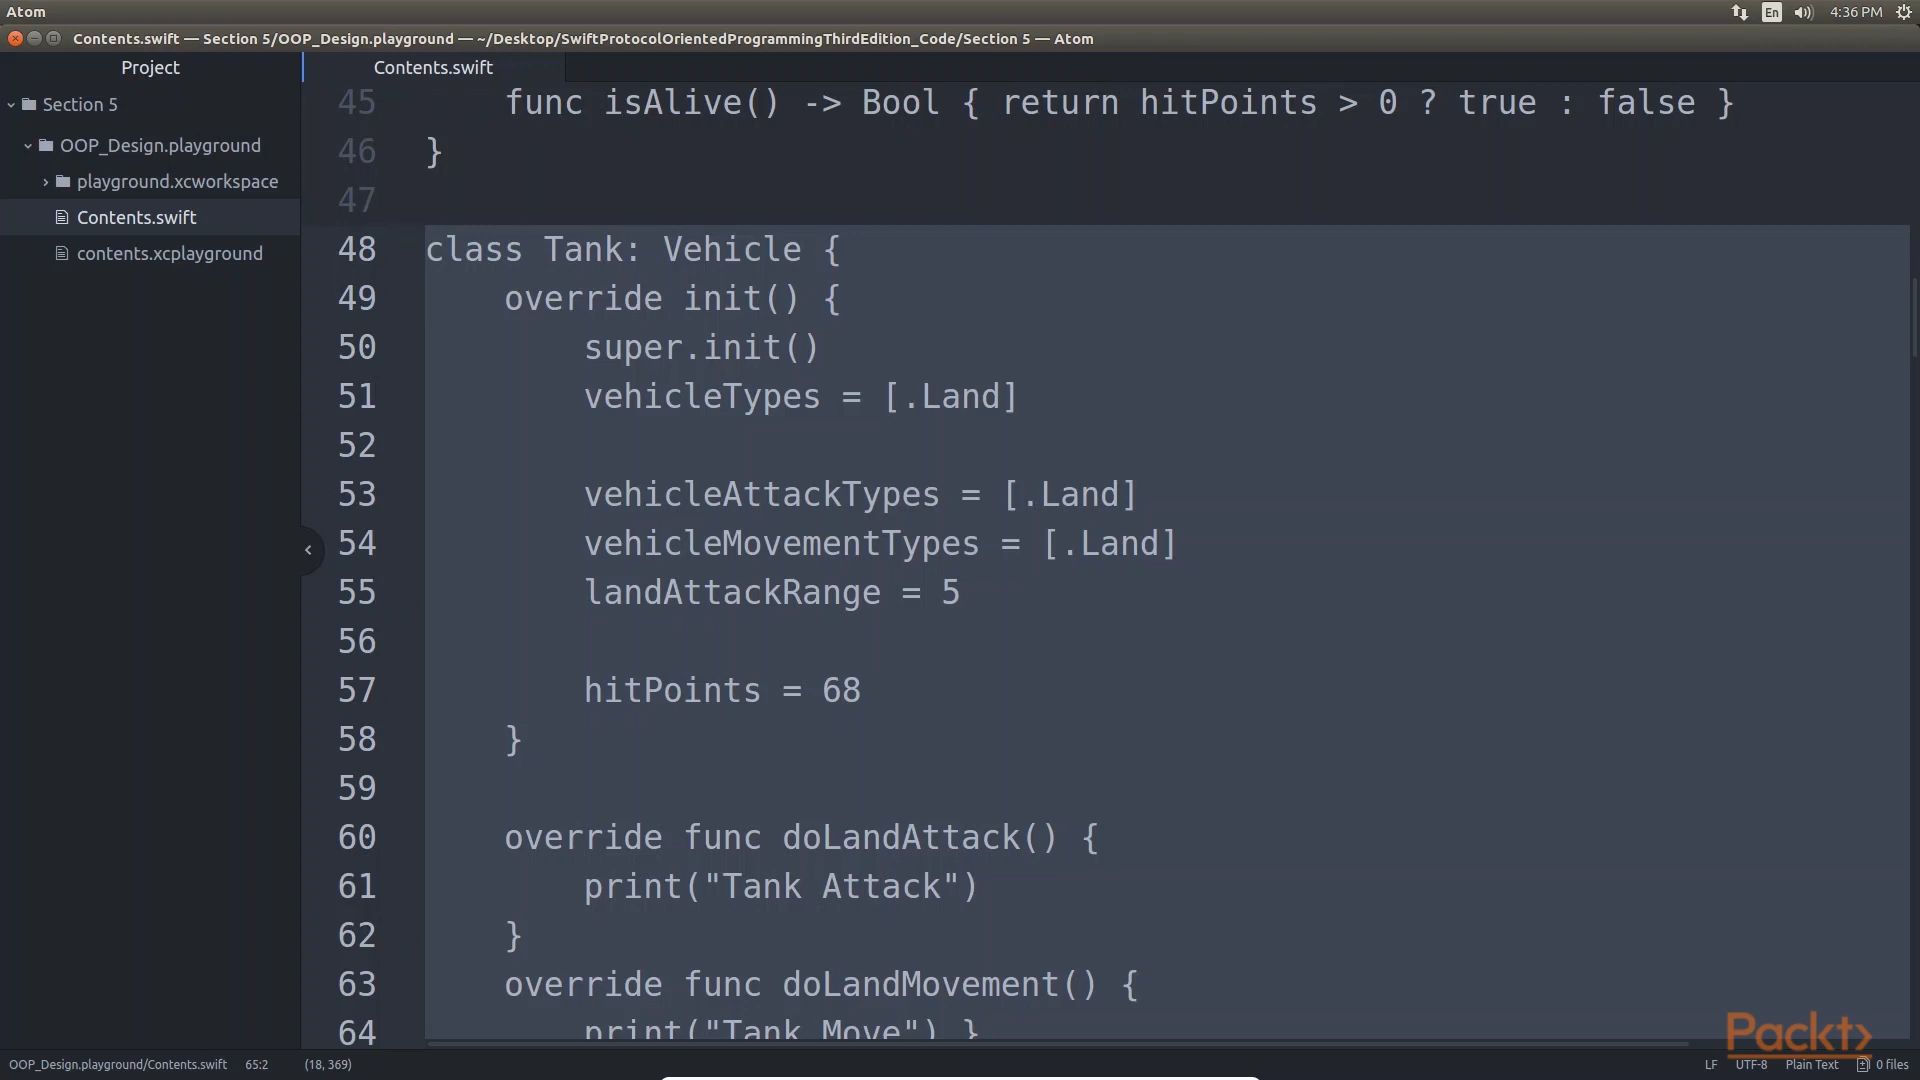 Atom
En
4:36 PM
Contents.swift — Section 5/OOP_Design.playground — ~/Desktop/SwiftProtocolOrientedProgrammingThirdEdition_Code/Section 5 — Atom
Project
Contents.swift
Section 5
OOP_Design.playground
playground.xcworkspace
Contents.swift
contents.xcplayground
45 func isAlive() -> Bool { return hitPoints > 0 ? true : false }
46 }
47
48 class Tank: Vehicle {
49 override init() {
50 super.init()
51 vehicleTypes = [.Land]
52
53 vehicleAttackTypes = [.Land]
54 vehicleMovementTypes = [.Land]
55 landAttackRange = 5
56
57 hitPoints = 68
58 }
59
60 override func doLandAttack() {
61 print("Tank Attack")
62 }
63 override func doLandMovement() {
64 print("Tank Move") }
Packt>
OOP_Design.playground/Contents.swift 65:2 (18, 369) LF UTF-8 Plain Text 0 files